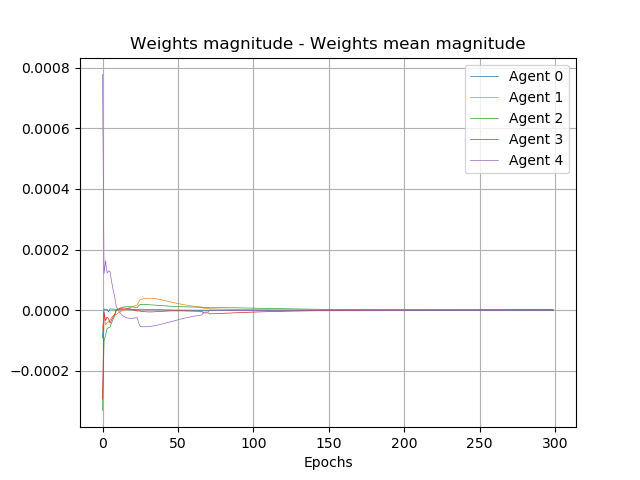 Weights magnitude - Weights mean magnitude
0.0008
0.0006
0.0004
0.0002
0.0000
−0.0002
0 50 100 150 200 250 300
Epochs
Agent 0
Agent 1
Agent 2
Agent 3
Agent 4